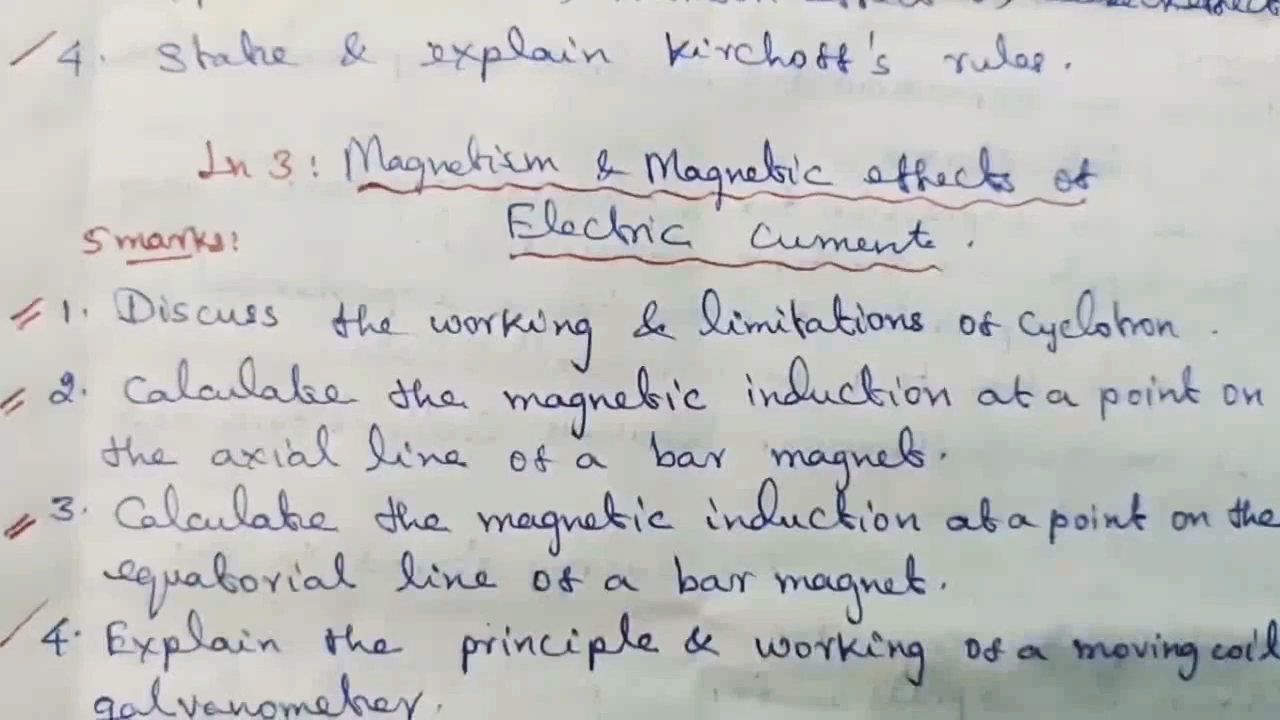 4. State & explain Kirchoff's rules.
Ln 3: Magnetism & Magnetic effects of
Electric Current.
5 marks:
1. Discuss the working & limitations of Cyclotron.
2. Calculate the magnetic induction at a point on
the axial line of a bar magnet.
3. Calculate the magnetic induction at a point on the
equatorial line of a bar magnet.
4. Explain the principle & working of a moving coil
galvanometer.